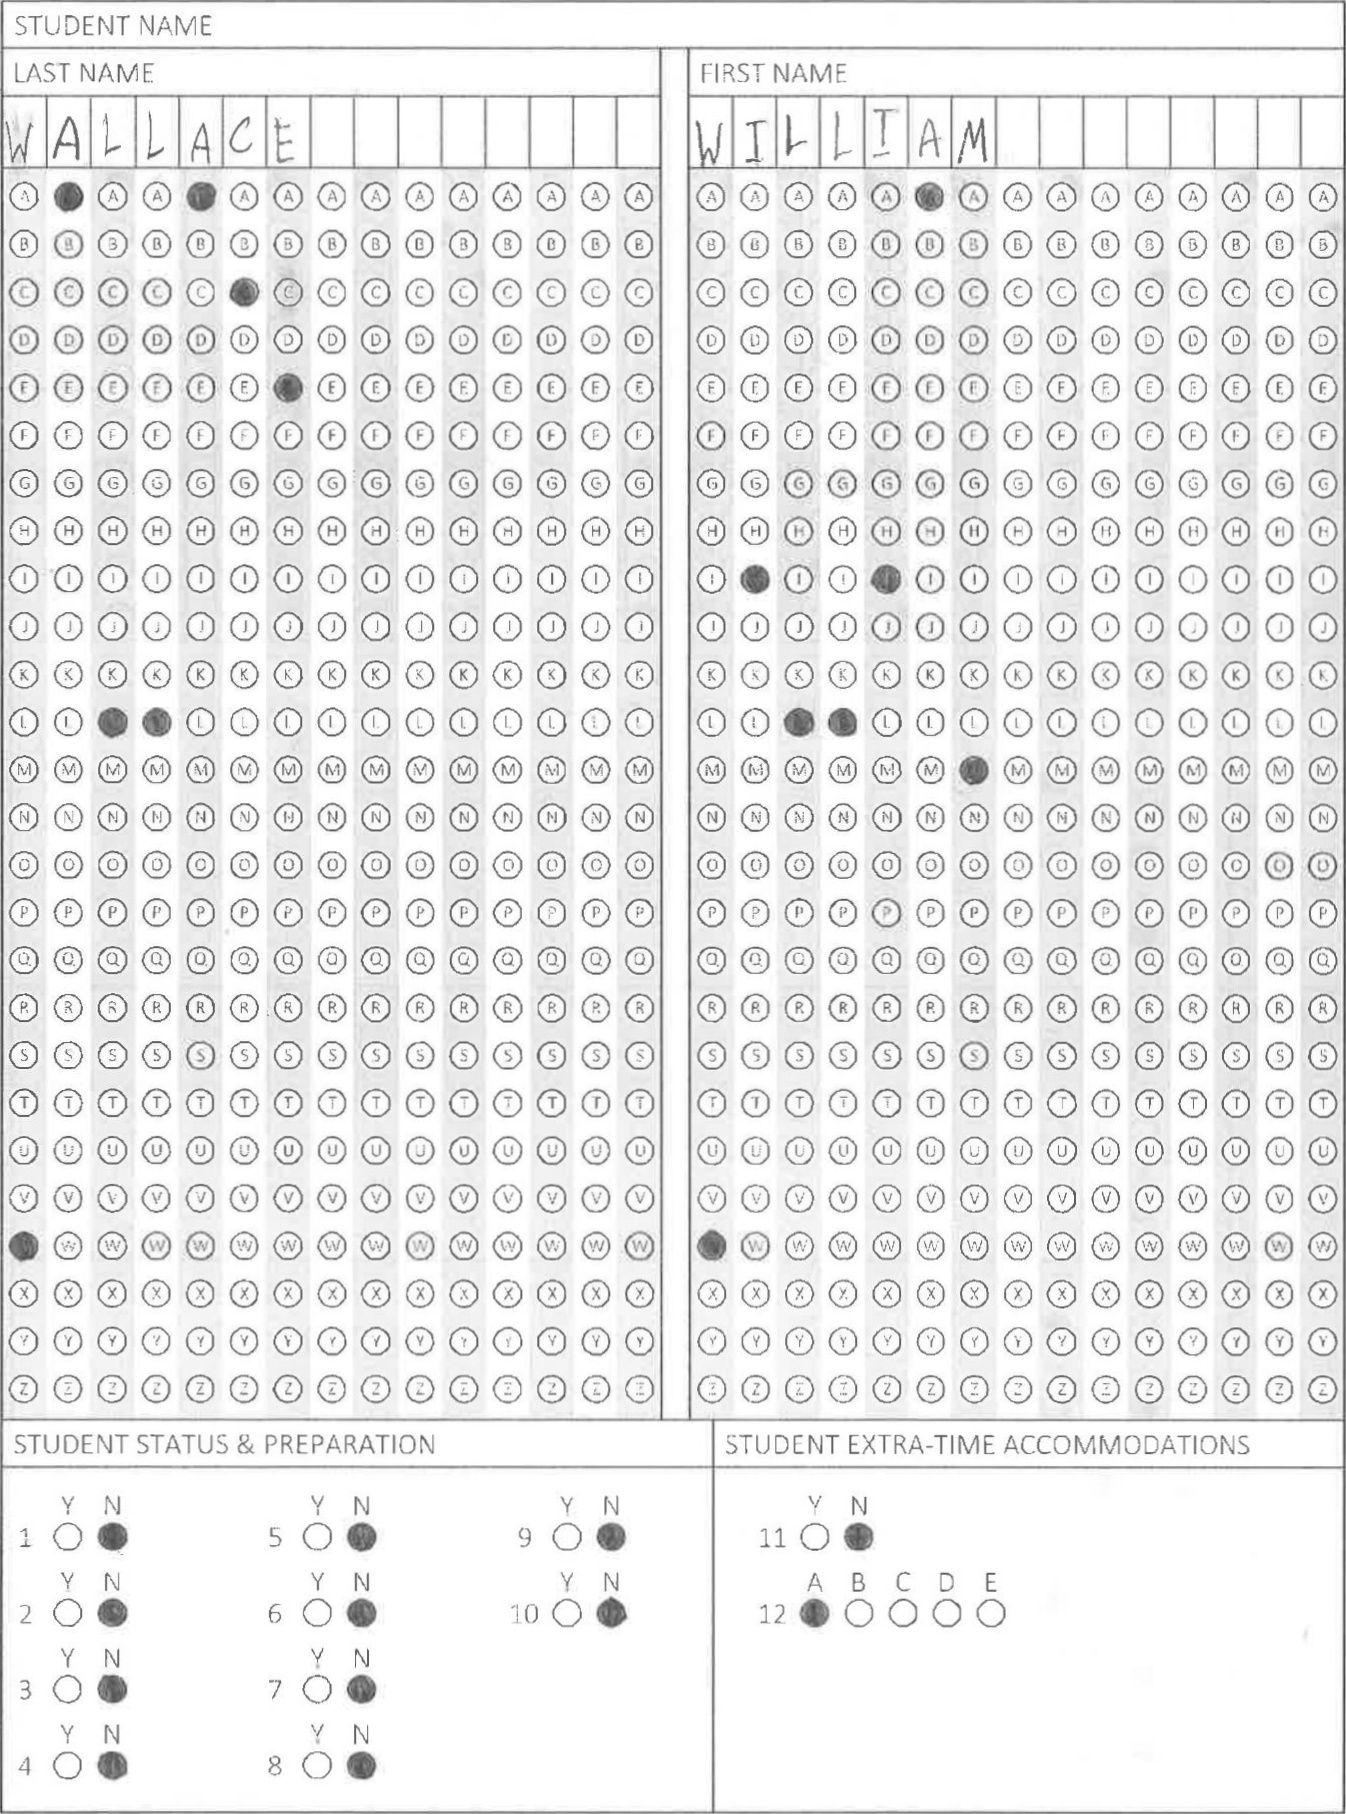 STUDENT NAME
LAST NAME FIRST NAME
WALLACE WILLIAM
A A A A A A A A A A A A A A A A A A A A A A A A A A A
B B B B B B B B B B B B B B B B B B B B B B B B B B B B B B
C C C C C C C C C C C C C C C C C C C C C C C C C C C C C
D D D D D D D D D D D D D D D D D D D D D D D D D D D D D D
E E E E E E E E E E E E E E E E E E E E E E E E E E E E E
F F F F F F F F F F F F F F F F F F F F F F F F F F F F F F
G G G G G G G G G G G G G G G G G G G G G G G G G G G G G G
H H H H H H H H H H H H H H H H H H H H H H H H H H H H H H
I I I I I I I I I I I I I I I I I I I I I I I I I I I I
J J J J J J J J J J J J J J J J J J J J J J J J J J J J J J
K K K K K K K K K K K K K K K K K K K K K K K K K K K K K K
L L L L L L L L L L L L L L L L L L L L L L L L L L
M M M M M M M M M M M M M M M M M M M M M M M M M M M M M
N N N N N N N N N N N N N N N N N N N N N N N N N N N N N N
O O O O O O O O O O O O O O O O O O O O O O O O O O O O O O
P P P P P P P P P P P P P P P P P P P P P P P P P P P P P P
Q Q Q Q Q Q Q Q Q Q Q Q Q Q Q Q Q Q Q Q Q Q Q Q Q Q Q Q Q Q
R R R R R R R R R R R R R R R R R R R R R R R R R R R R R R
S S S S S S S S S S S S S S S S S S S S S S S S S S S S S S
T T T T T T T T T T T T T T T T T T T T T T T T T T T T T T
U U U U U U U U U U U U U U U U U U U U U U U U U U U U U U
V V V V V V V V V V V V V V V V V V V V V V V V V V V V V V
W W W W W W W W W W W W W W W W W W W W W W W W W W W W
X X X X X X X X X X X X X X X X X X X X X X X X X X X X X X
Y Y Y Y Y Y Y Y Y Y Y Y Y Y Y Y Y Y Y Y Y Y Y Y Y Y Y Y Y Y
Z Z Z Z Z Z Z Z Z Z Z Z Z Z Z Z Z Z Z Z Z Z Z Z Z Z Z Z Z Z
STUDENT STATUS & PREPARATION
Y N Y N Y N
1 5 9
Y N Y N Y N
2 6 10
Y N Y N
3 7
Y N Y N
4 8
STUDENT EXTRA-TIME ACCOMMODATIONS
Y N
11
A B C D E
12